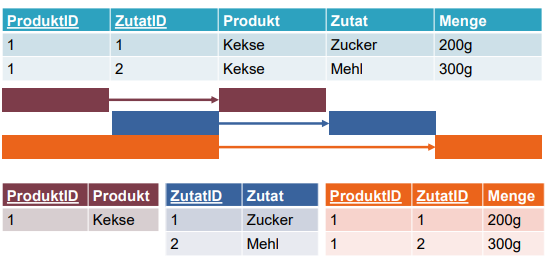 ProduktID ZutatID Produkt Zutat Menge
1 1 Kekse Zucker 200g
1 2 Kekse Mehl 300g
ProduktID Produkt ZutatID Zutat ProduktID ZutatID Menge
1 Kekse 1 Zucker 1 1 200g
2 Mehl 1 2 300g